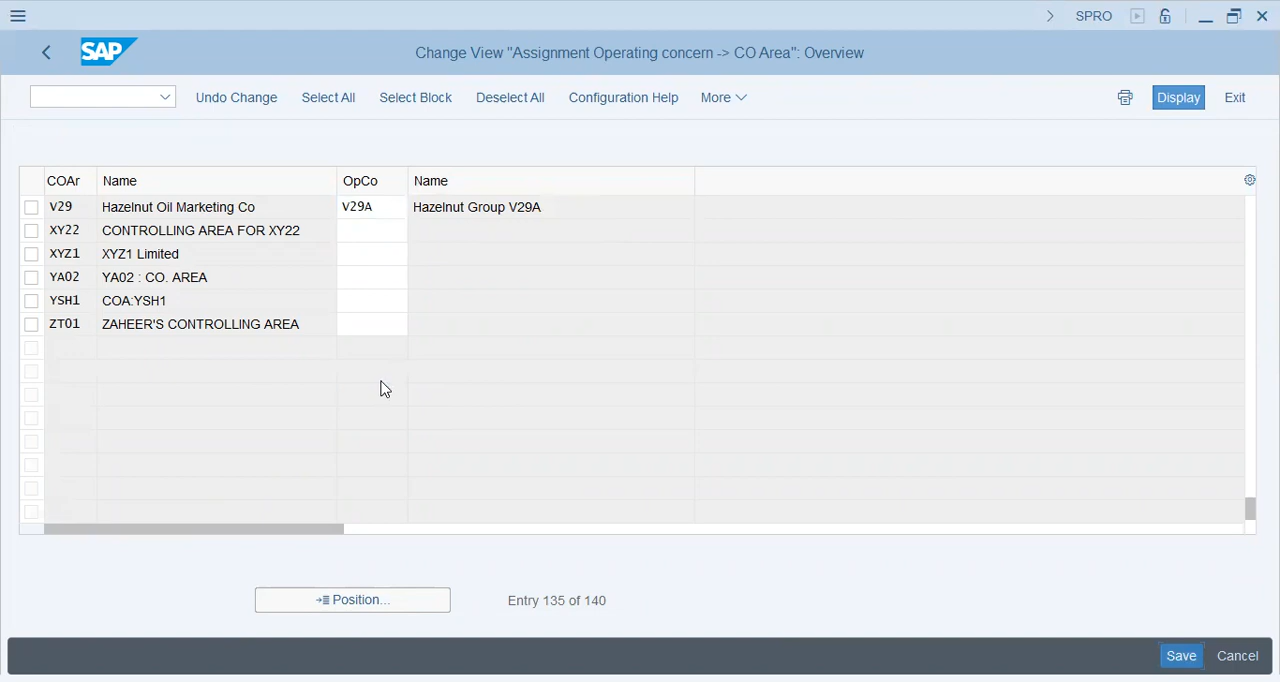 SPRO
SAP
Change View "Assignment Operating concern -> CO Area": Overview
Undo Change Select All Select Block Deselect All Configuration Help More Display Exit
COAr Name OpCo Name
V29 Hazelnut Oil Marketing Co V29A Hazelnut Group V29A
XY22 CONTROLLING AREA FOR XY22
XYZ1 XYZ1 Limited
YA02 YA02 : CO. AREA
YSH1 COA:YSH1
ZT01 ZAHEER'S CONTROLLING AREA
Position... Entry 135 of 140
Save Cancel